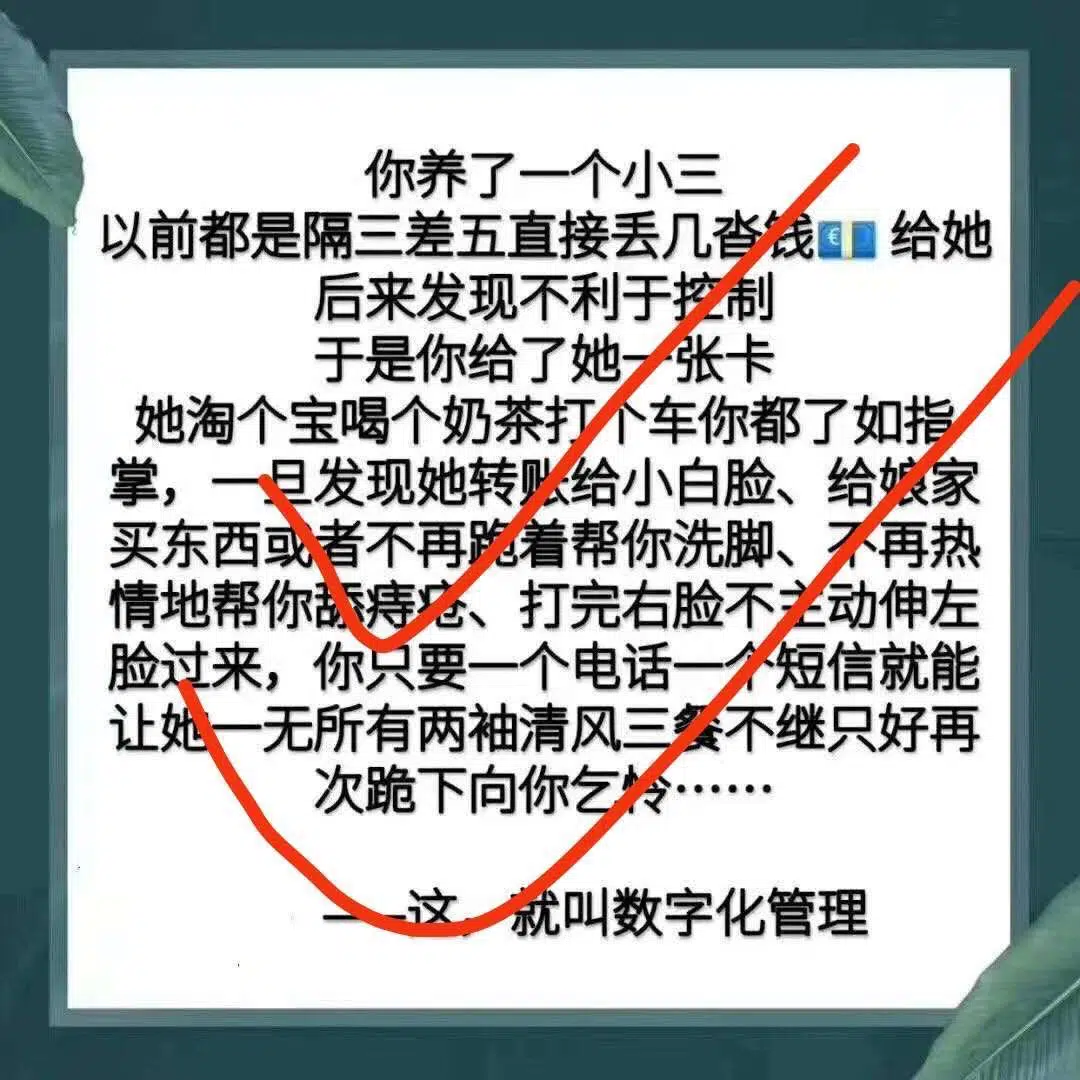 你养了一个小三
以前都是隔三差五直接丢几沓钱💶 给她
后来发现不利于控制
于是你给了她一张卡
她淘个宝喝个奶茶打个车你都了如指
掌，一旦发现她转账给小白脸、给娘家
买东西或者不再跪着帮你洗脚、不再热
情地帮你舔痔疮、打完右脸不主动伸左
脸过来，你只要一个电话一个短信就能
让她一无所有两袖清风三餐不继只好再
次跪下向你乞怜……
——这，就叫数字化管理